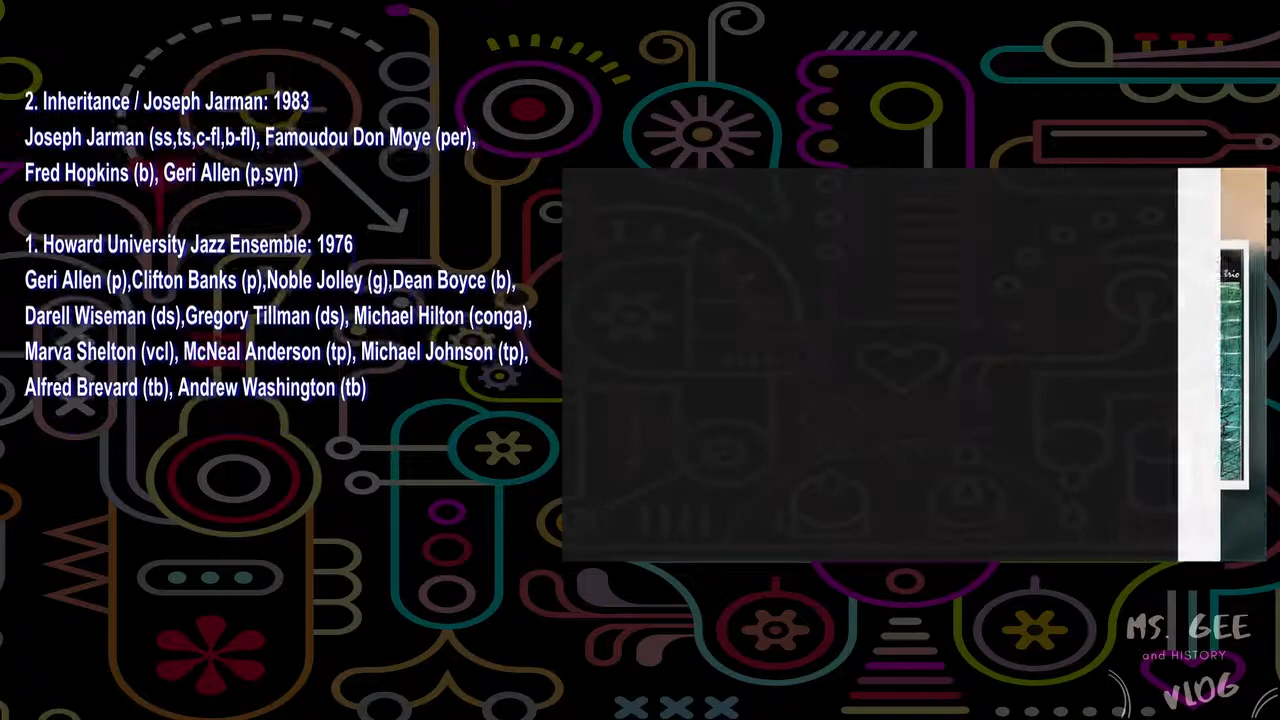 2. Inheritance / Joseph Jarman: 1983
Joseph Jarman (ss,ts,c-fl,b-fl), Famoudou Don Moye (per),
Fred Hopkins (b), Geri Allen (p,syn)
1. Howard University Jazz Ensemble: 1976
Geri Allen (p),Clifton Banks (p),Noble Jolley (g),Dean Boyce (b),
Darell Wiseman (ds),Gregory Tillman (ds), Michael Hilton (conga),
Marva Shelton (vcl), McNeal Anderson (tp), Michael Johnson (tp),
Alfred Brevard (tb), Andrew Washington (tb)
trio
MS. GEE
and HISTORY
VLOG